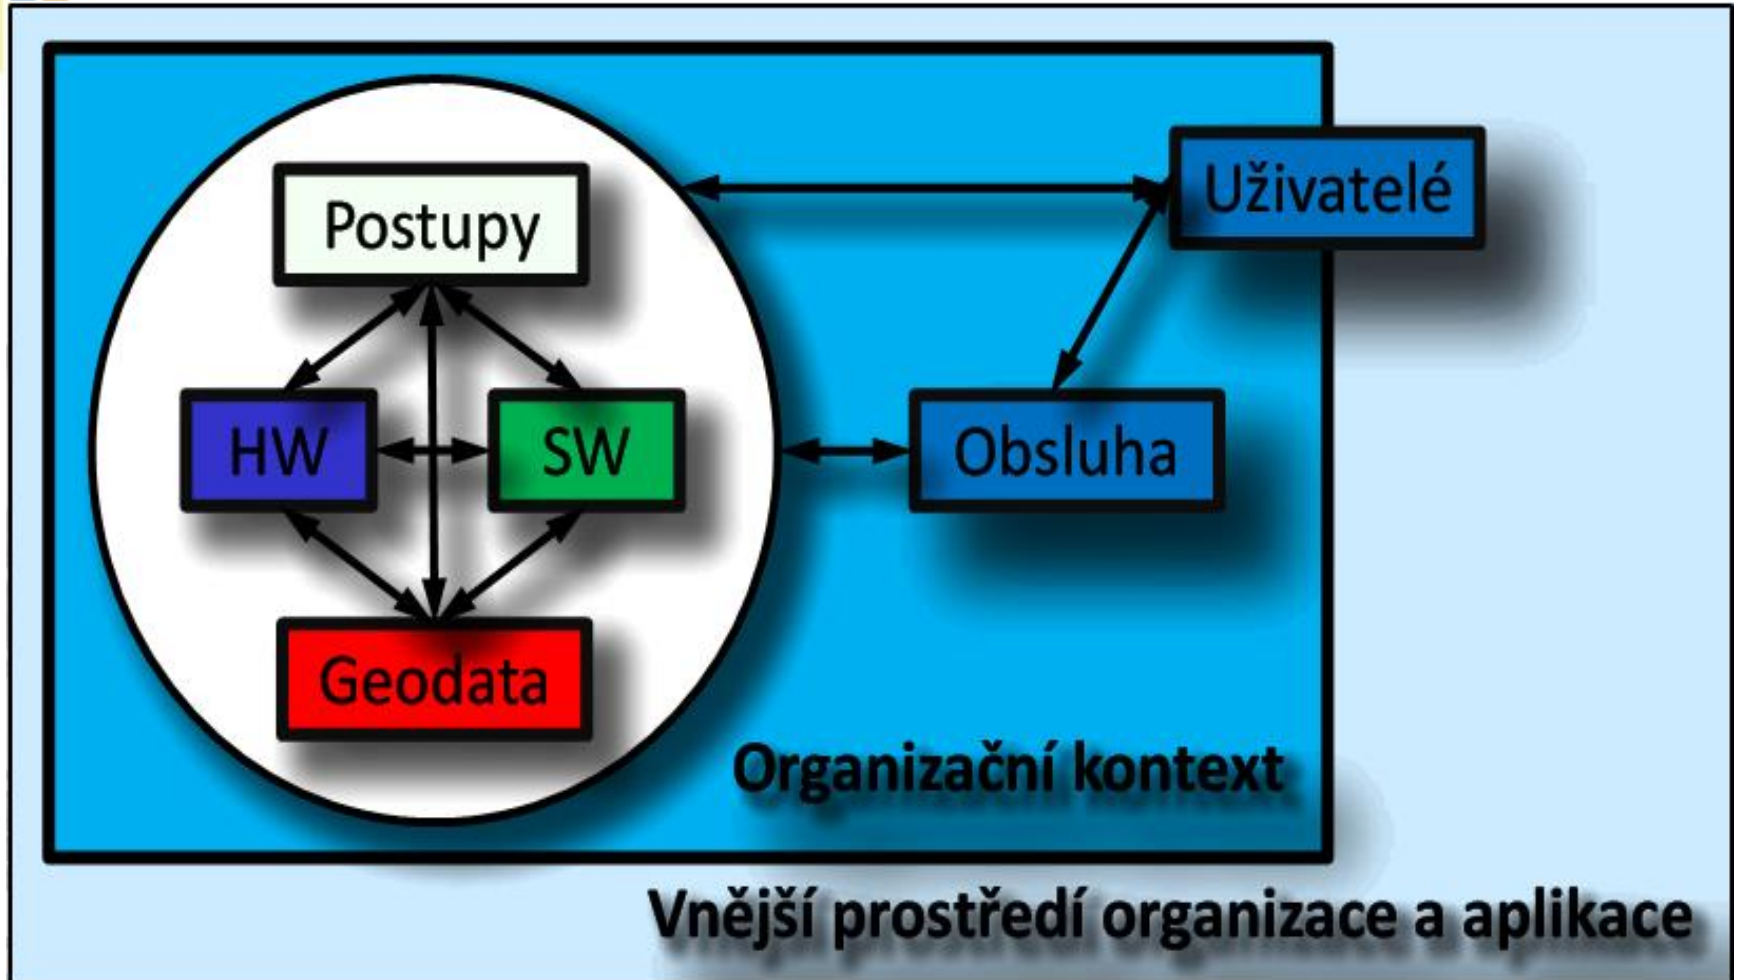 Postupy
Uživatelé
HW
SW
Obsluha
Geodata
Organizační kontext
Vnější prostředí organizace a aplikace